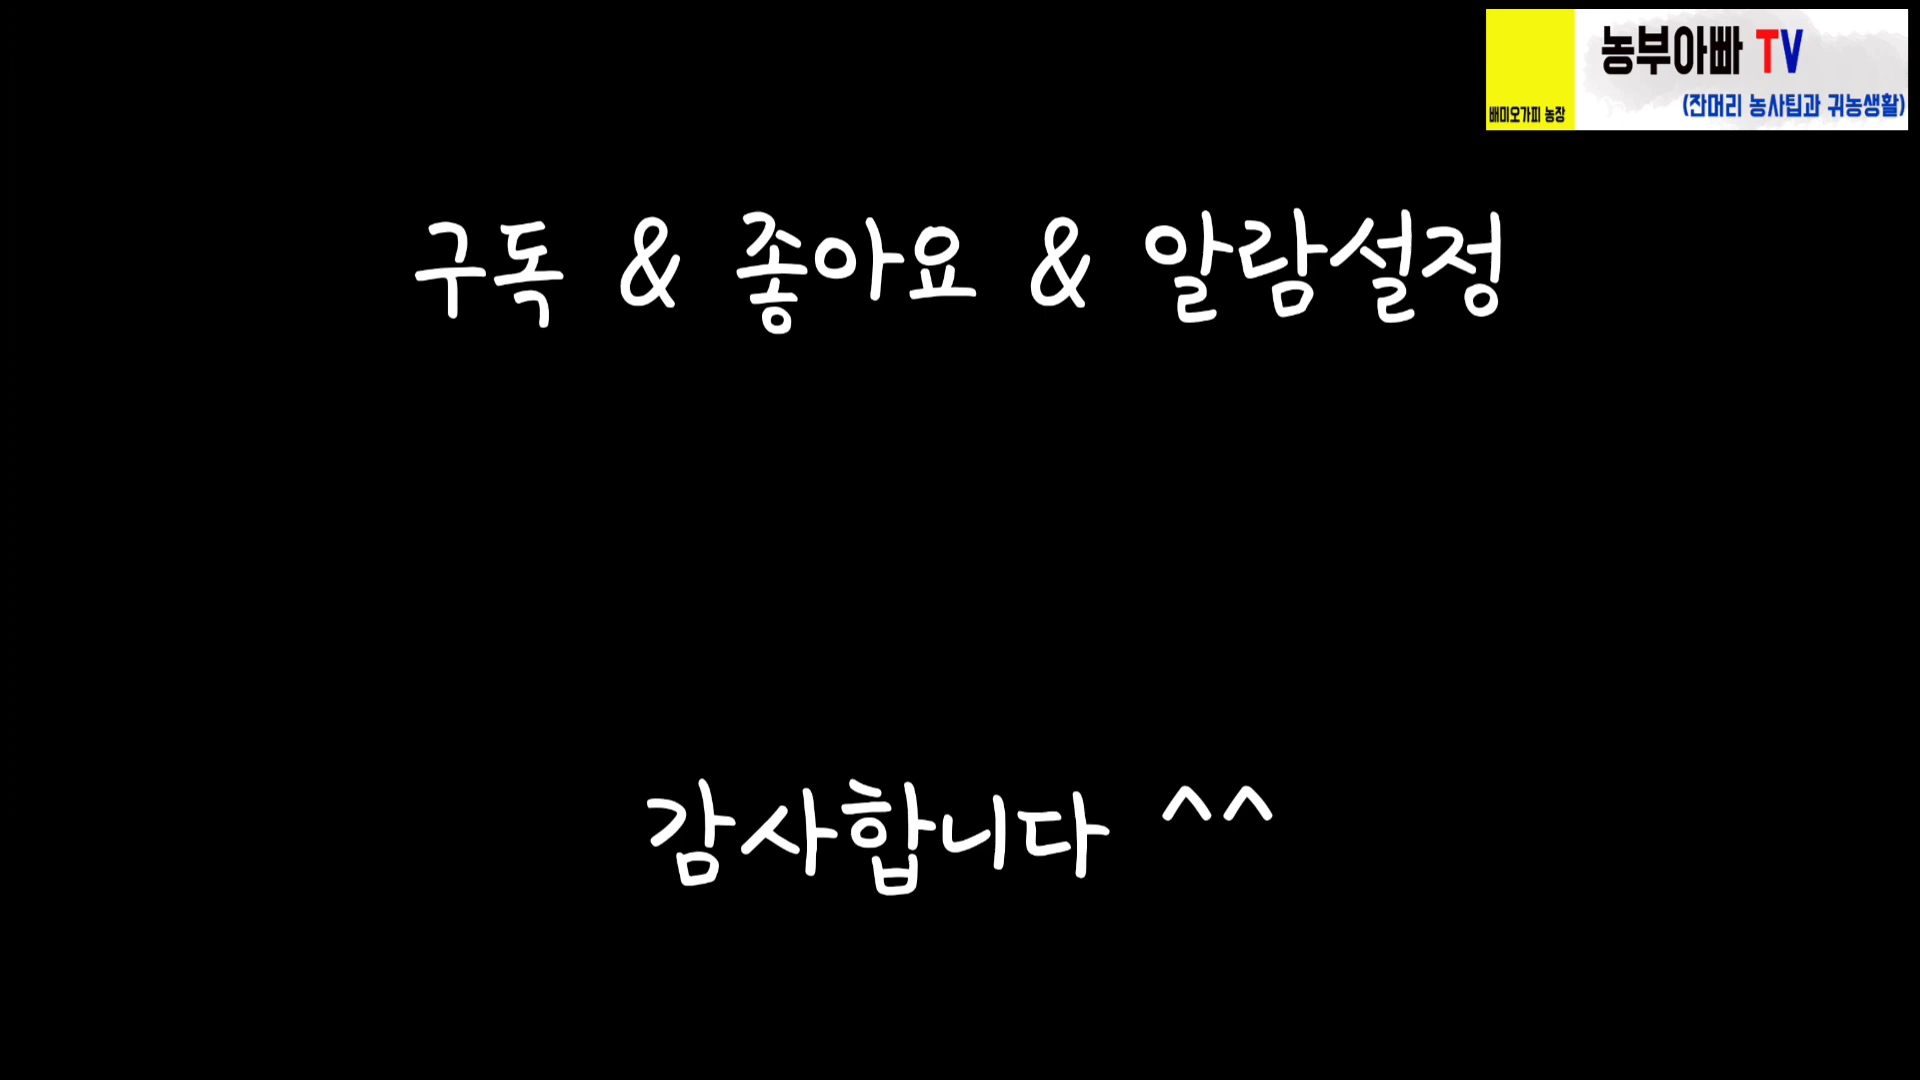 농부아빠 TV
(잔머리 농사팁과 귀농생활)
배미오가피 농장
구독 & 좋아요 & 알람설정
감사합니다 ^^